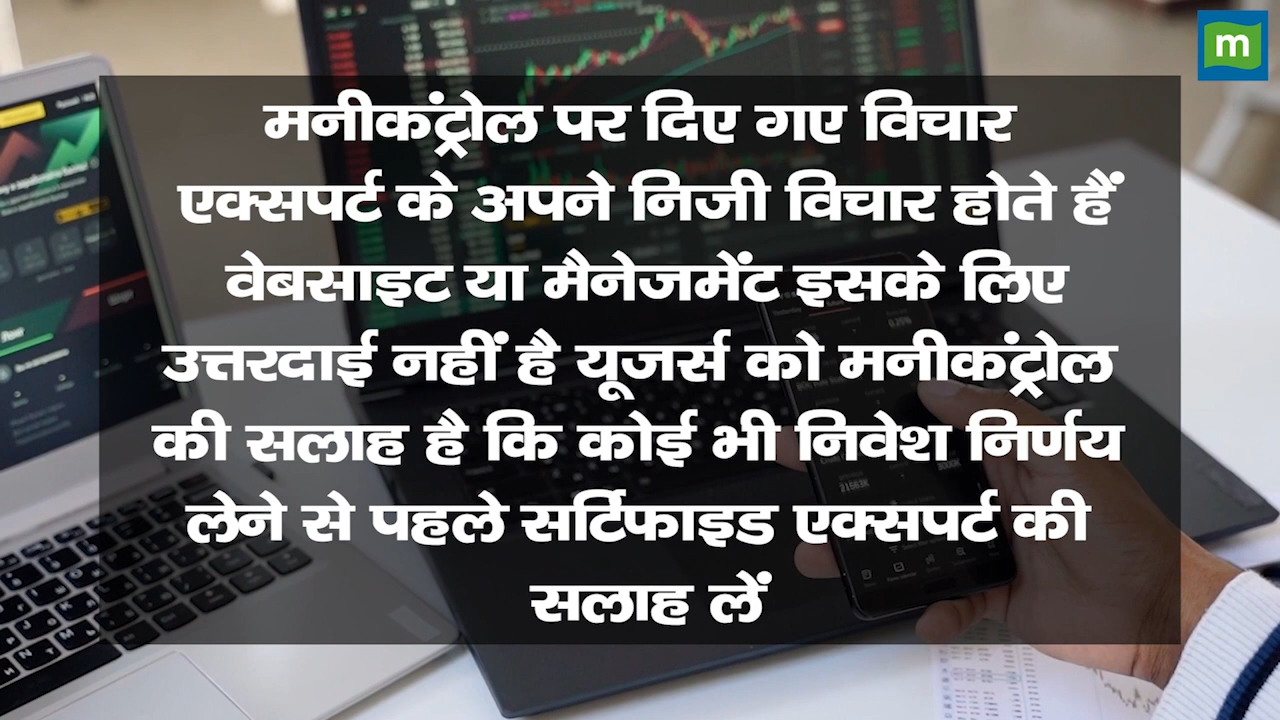 m
मनीकंट्रोल पर दिए गए विचार
एक्सपर्ट के अपने निजी विचार होते हैं
वेबसाइट या मैनेजमेंट इसके लिए
उत्तरदाई नहीं है यूजर्स को मनीकंट्रोल
की सलाह है कि कोई भी निवेश निर्णय
लेने से पहले सर्टिफाइड एक्सपर्ट की
सलाह लें